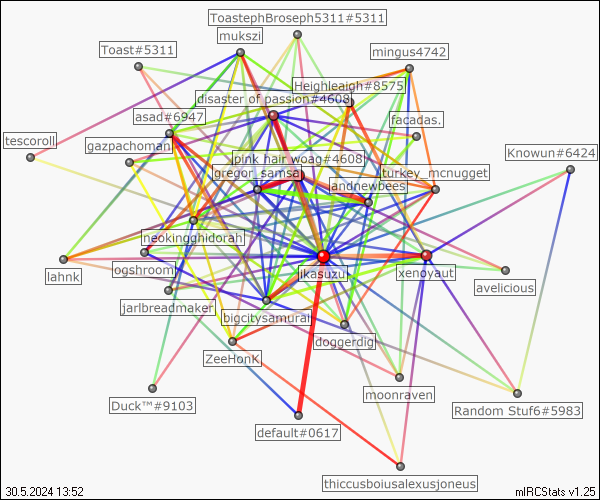 ToastephBroseph5311#5311
mukszi
Toast#5311
mingus4742
Heighleaigh#8575
disaster of passion#4608
asad#6947
facadas.
tescoroll
gazpachoman
Knowun#6424
pink hair woag#4608
gregor_samsa
turkey_mcnugget
andnewbees
neokingghidorah
lahnk
ogshroom
likasuzu
xenoyaut
avelicious
jarlbreadmaker
bigcitysamurai
doggerdig
ZeeHonK
moonraven
Duck™#9103
Random Stuf6#5983
default#0617
thiccusboiusalexusjoneus
30.5.2024 13:52
mIRCStats v1.25